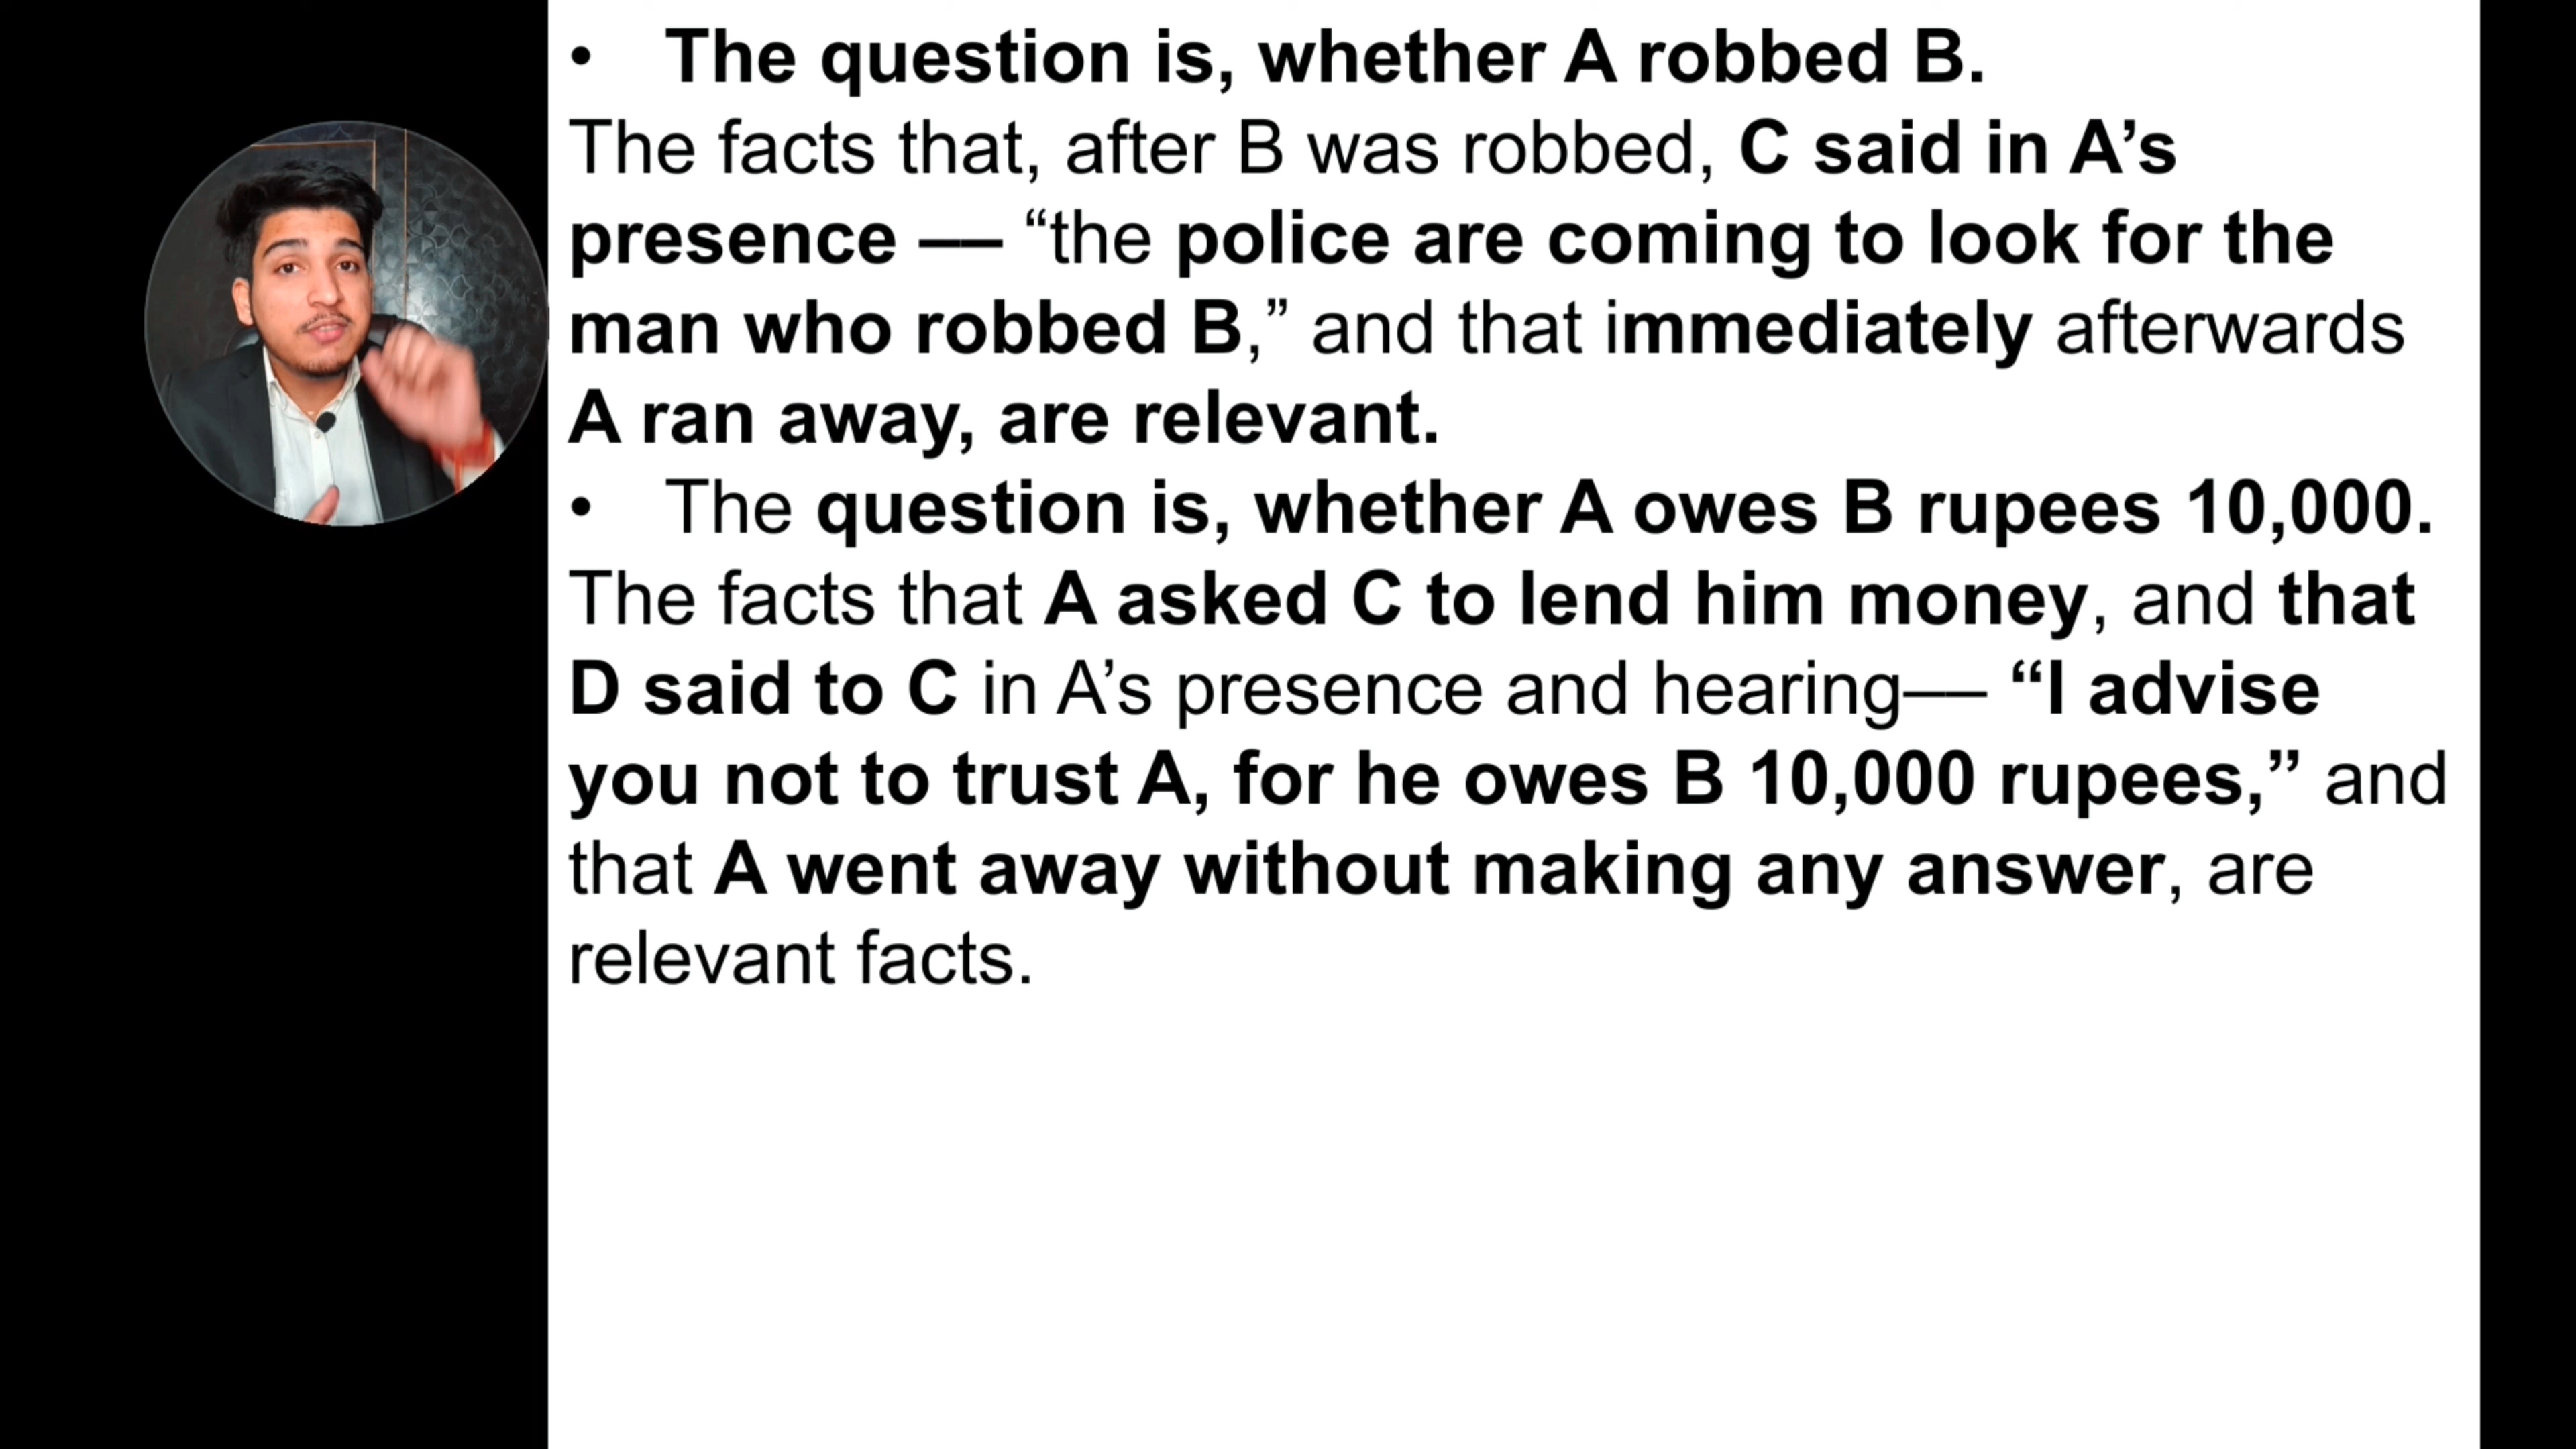 • The question is, whether A robbed B.
The facts that, after B was robbed, C said in A’s
presence –– “the police are coming to look for the
man who robbed B,” and that immediately afterwards
A ran away, are relevant.
• The question is, whether A owes B rupees 10,000.
The facts that A asked C to lend him money, and that
D said to C in A’s presence and hearing–– “I advise
you not to trust A, for he owes B 10,000 rupees,” and
that A went away without making any answer, are
relevant facts.